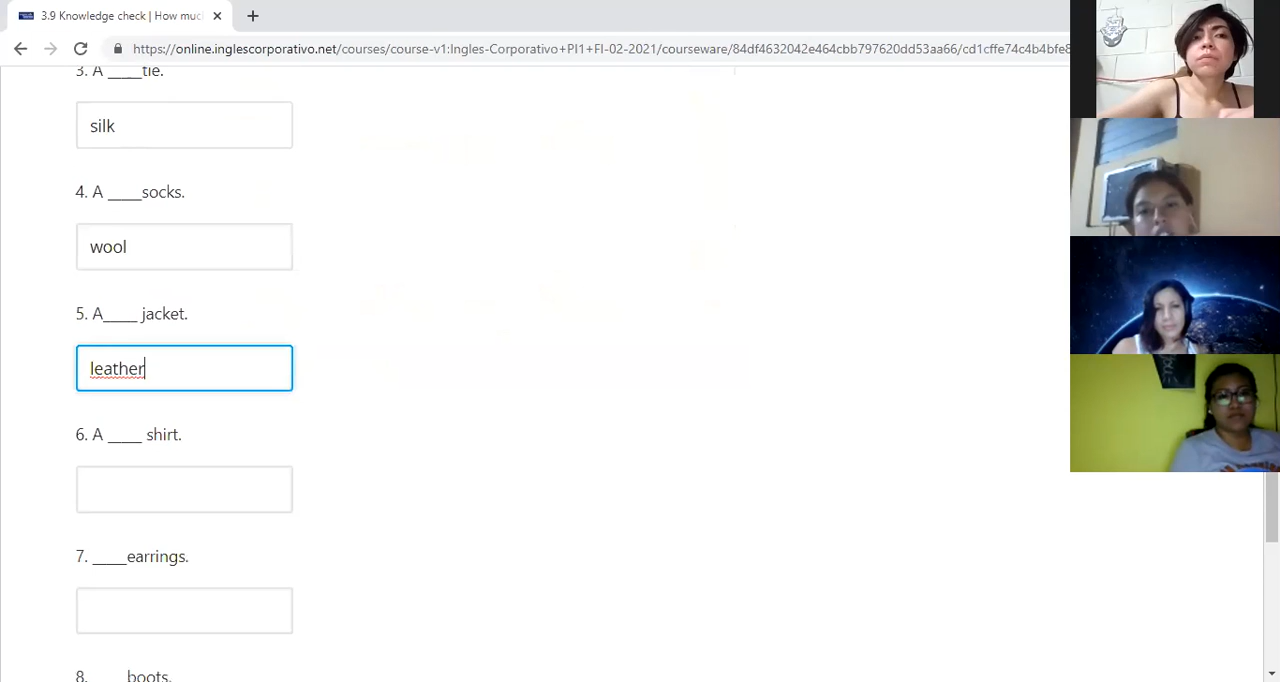 3.9 Knowledge check | How muc
https://online.inglescorporativo.net/courses/course-v1:Ingles-Corporativo+PI1+FI-02-2021/courseware/84df4632042e464cbb797620dd53aa66/cd1cffe74c4b4bfe8
3. A ____tie.
silk
4. A ____socks.
wool
5. A____ jacket.
leather
6. A ____ shirt.
7. ____earrings.
8. ____boots.